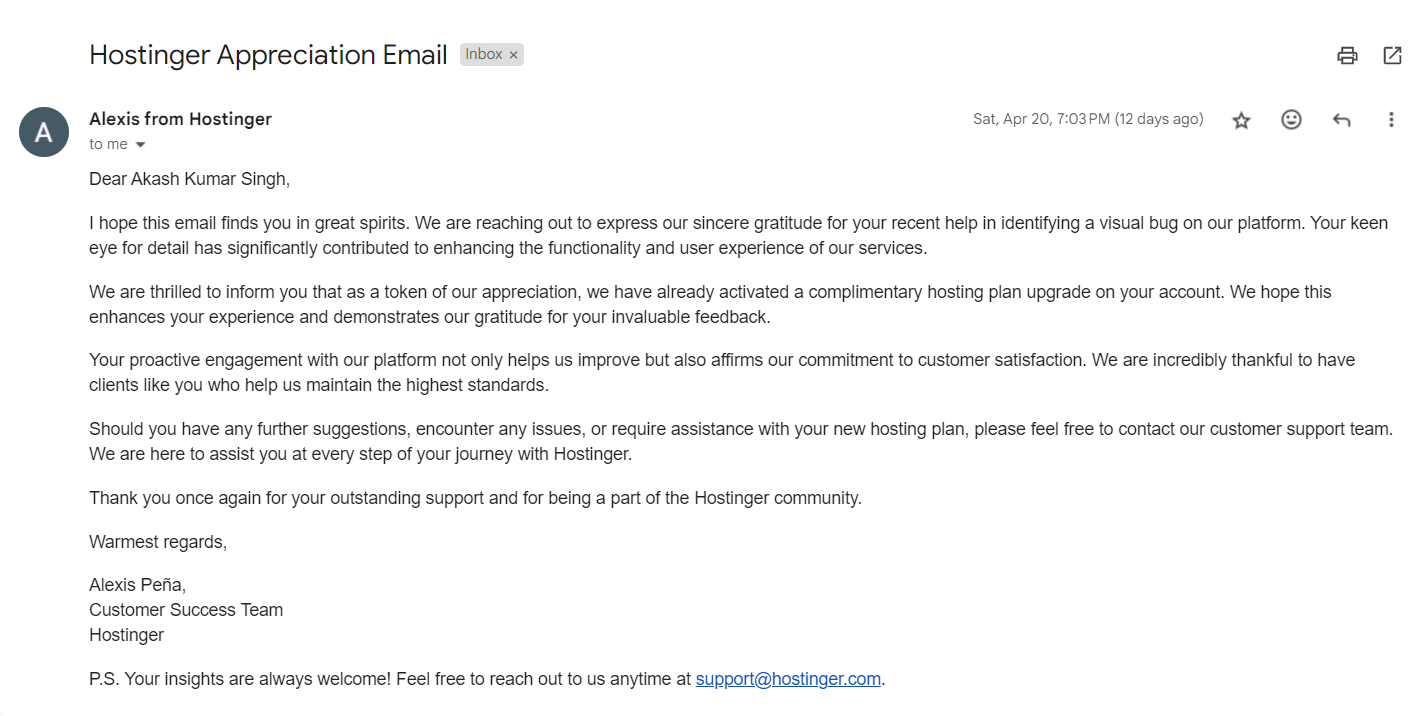 Hostinger Appreciation Email Inbox ×
A
Alexis from Hostinger
Sat, Apr 20, 7:03 PM (12 days ago)
to me
Dear Akash Kumar Singh,
I hope this email finds you in great spirits. We are reaching out to express our sincere gratitude for your recent help in identifying a visual bug on our platform. Your keen
eye for detail has significantly contributed to enhancing the functionality and user experience of our services.
We are thrilled to inform you that as a token of our appreciation, we have already activated a complimentary hosting plan upgrade on your account. We hope this
enhances your experience and demonstrates our gratitude for your invaluable feedback.
Your proactive engagement with our platform not only helps us improve but also affirms our commitment to customer satisfaction. We are incredibly thankful to have
clients like you who help us maintain the highest standards.
Should you have any further suggestions, encounter any issues, or require assistance with your new hosting plan, please feel free to contact our customer support team.
We are here to assist you at every step of your journey with Hostinger.
Thank you once again for your outstanding support and for being a part of the Hostinger community.
Warmest regards,
Alexis Peña,
Customer Success Team
Hostinger
P.S. Your insights are always welcome! Feel free to reach out to us anytime at support@hostinger.com.